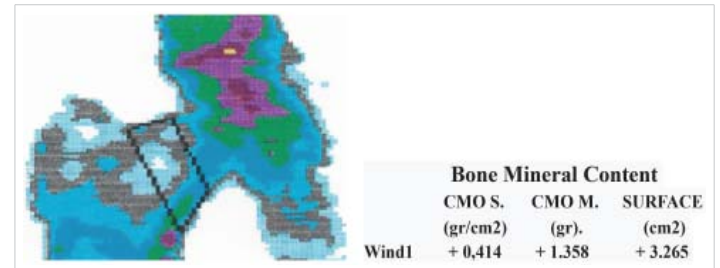 Bone Mineral Content
CMO S. CMO M. SURFACE
(gr/cm2) (gr). (cm2)
Wind1 + 0,414 + 1.358 + 3.265